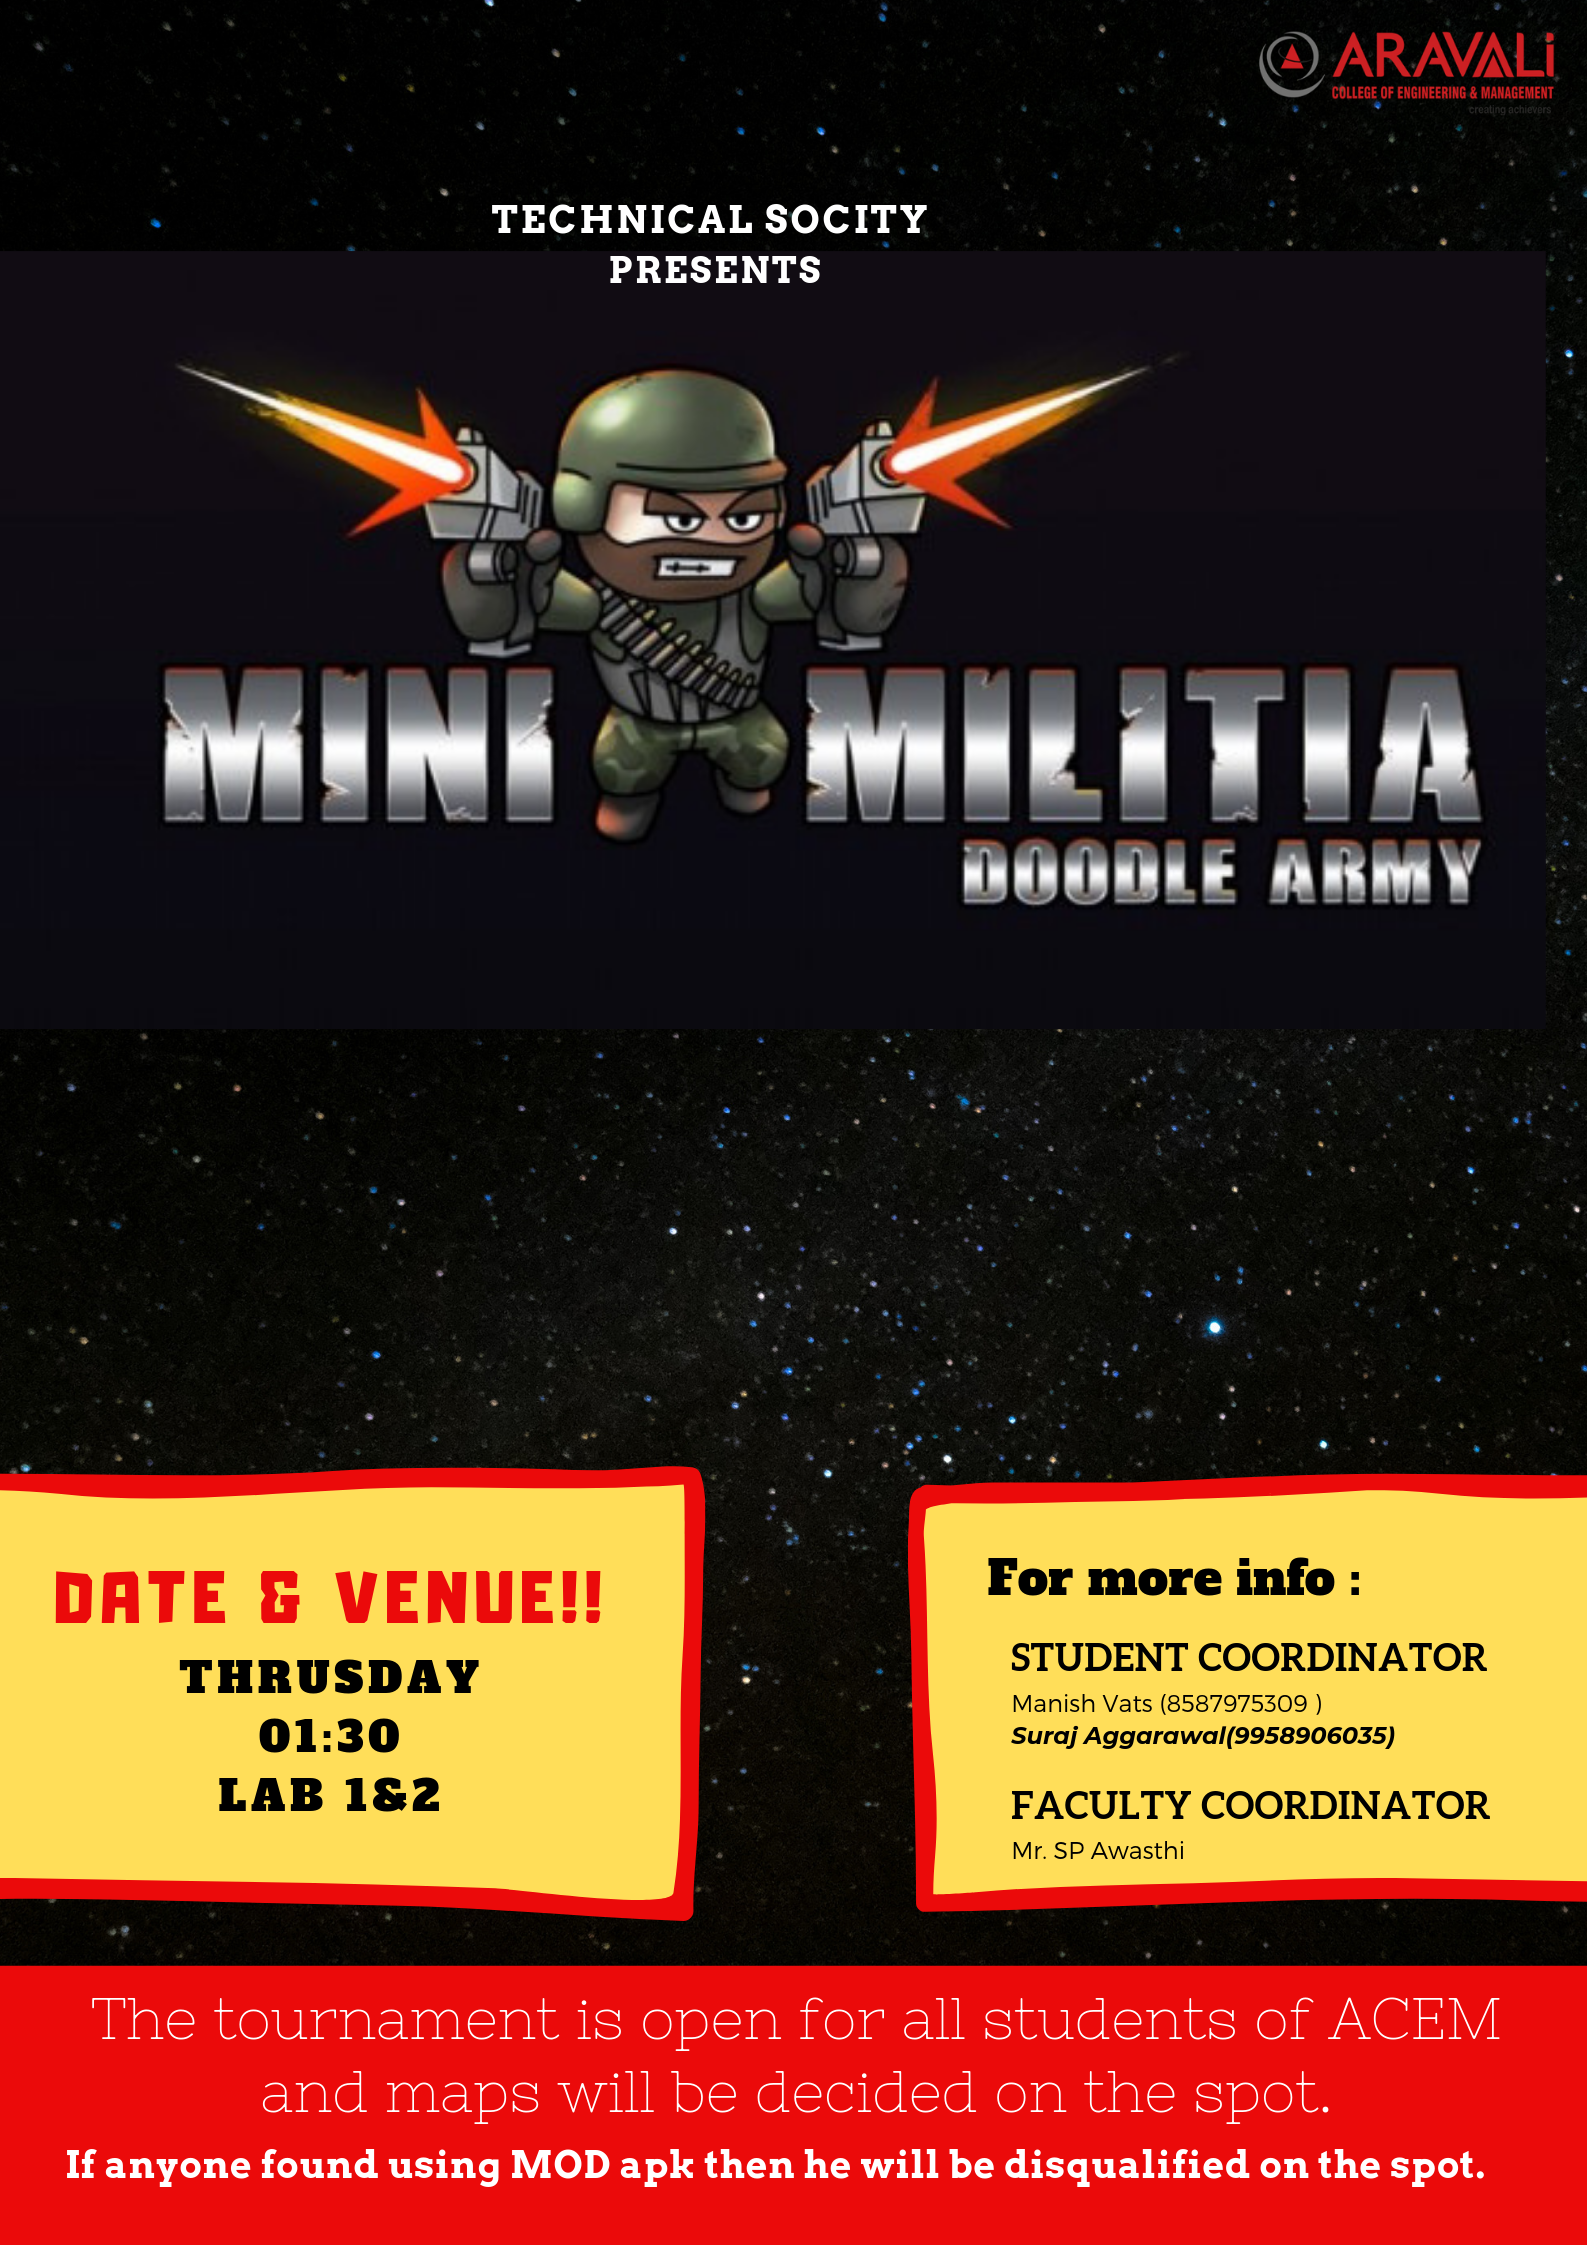 ARAVALi
COLLEGE OF ENGINEERING & MANAGEMENT
creating achievers
TECHNICAL SOCITY
PRESENTS
MINI MILITIA
DOODLE ARMY
DATE & VENUE!!
THRUSDAY
01:30
LAB 1&2
For more info :
STUDENT COORDINATOR
Manish Vats (8587975309 )
Suraj Aggarawal(9958906035)
FACULTY COORDINATOR
Mr. SP Awasthi
The tournament is open for all students of ACEM
and maps will be decided on the spot.
If anyone found using MOD apk then he will be disqualified on the spot.